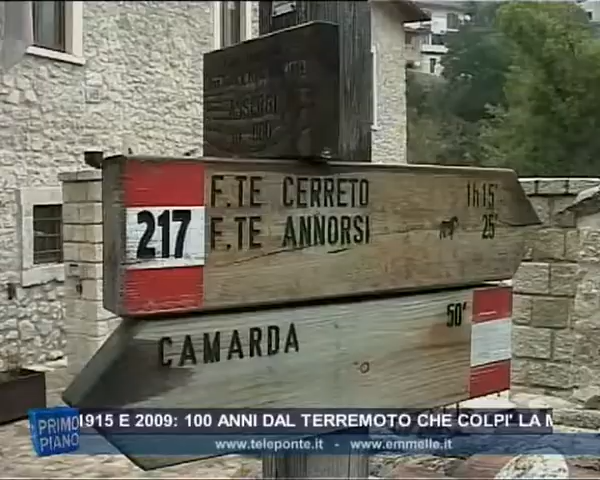 ASSERGI
217
F.TE CERRETO 1h15'
F.TE ANNORSI 25'
CAMARDA 50'
PRIMO PIANO
1915 E 2009: 100 ANNI DAL TERREMOTO CHE COLPI' LA M
www.teleponte.it - www.emmelle.it